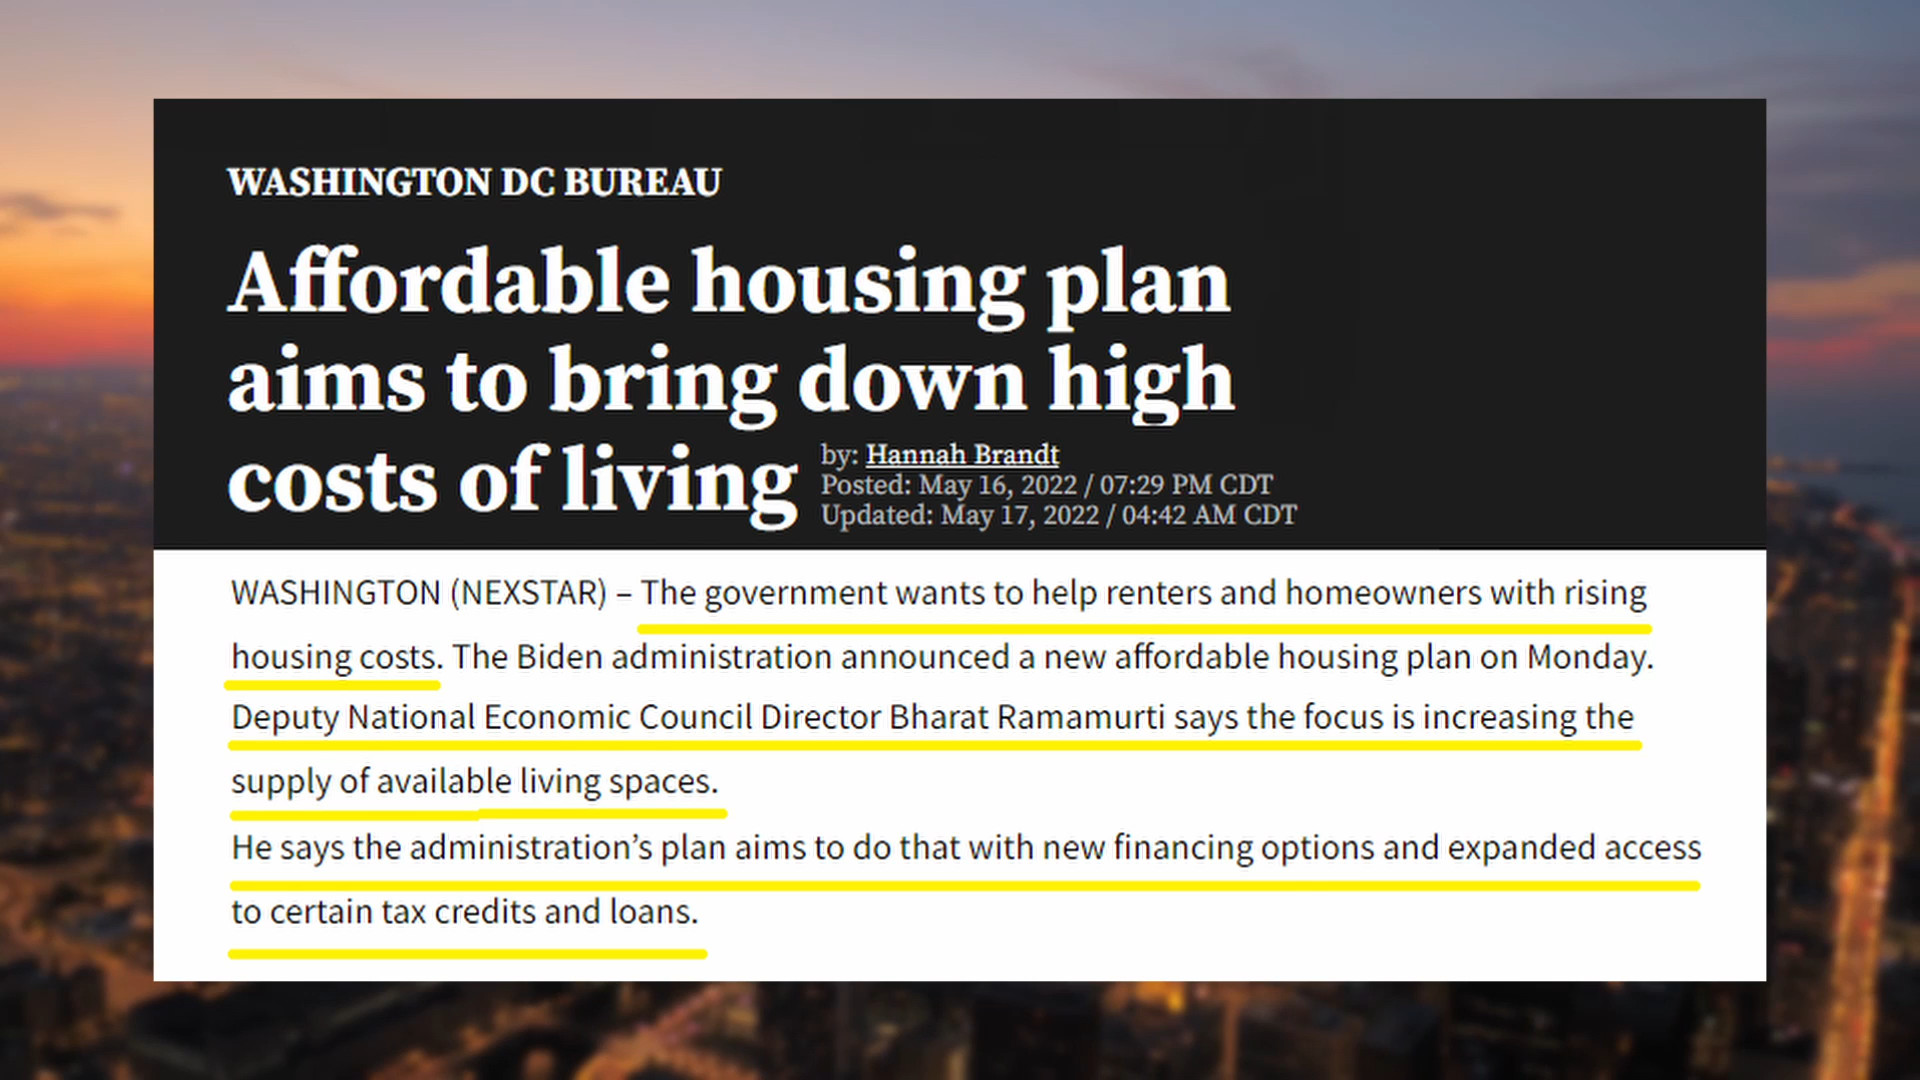 WASHINGTON DC BUREAU
Affordable housing plan
aims to bring down high
costs of living
by: Hannah Brandt
Posted: May 16, 2022 / 07:29 PM CDT
Updated: May 17, 2022 / 04:42 AM CDT
WASHINGTON (NEXSTAR) – The government wants to help renters and homeowners with rising
housing costs. The Biden administration announced a new affordable housing plan on Monday.
Deputy National Economic Council Director Bharat Ramamurti says the focus is increasing the
supply of available living spaces.
He says the administration’s plan aims to do that with new financing options and expanded access
to certain tax credits and loans.